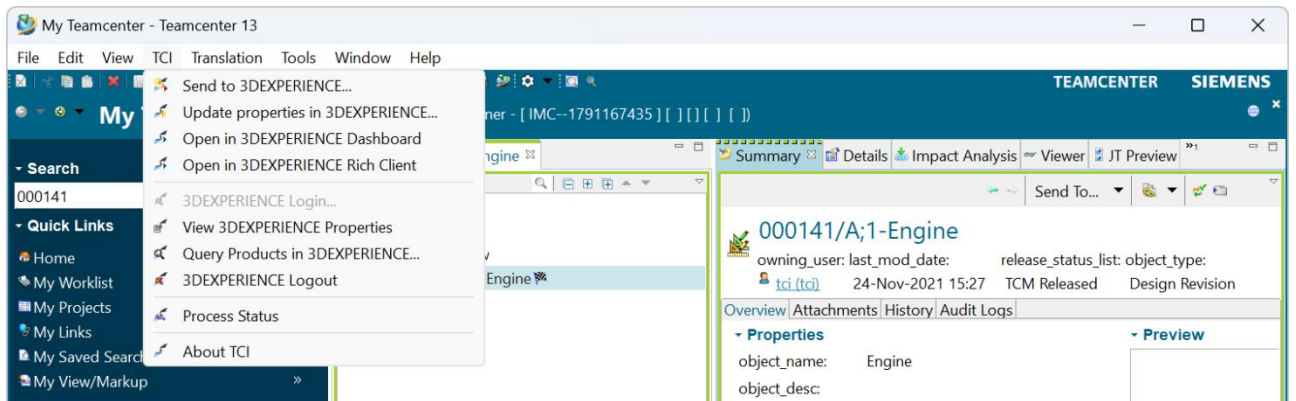 My Teamcenter - Teamcenter 13
File Edit View TCI Translation Tools Window Help
TEAMCENTER SIEMENS
My
ner - [ IMC--1791167435 ] [ ] [ ] [ ] [ ])
Send to 3DEXPERIENCE...
Update properties in 3DEXPERIENCE...
Open in 3DEXPERIENCE Dashboard
Open in 3DEXPERIENCE Rich Client
3DEXPERIENCE Login...
View 3DEXPERIENCE Properties
Query Products in 3DEXPERIENCE...
3DEXPERIENCE Logout
Process Status
About TCI
Search
000141
Quick Links
Home
My Worklist
My Projects
My Links
My Saved Search
My View/Markup »
ngine
Engine
Summary Details Impact Analysis Viewer JT Preview »1
Send To...
000141/A;1-Engine
owning_user: last_mod_date: release_status_list: object_type:
tci (tci) 24-Nov-2021 15:27 TCM Released Design Revision
Overview Attachments History Audit Logs
Properties Preview
object_name: Engine
object_desc: